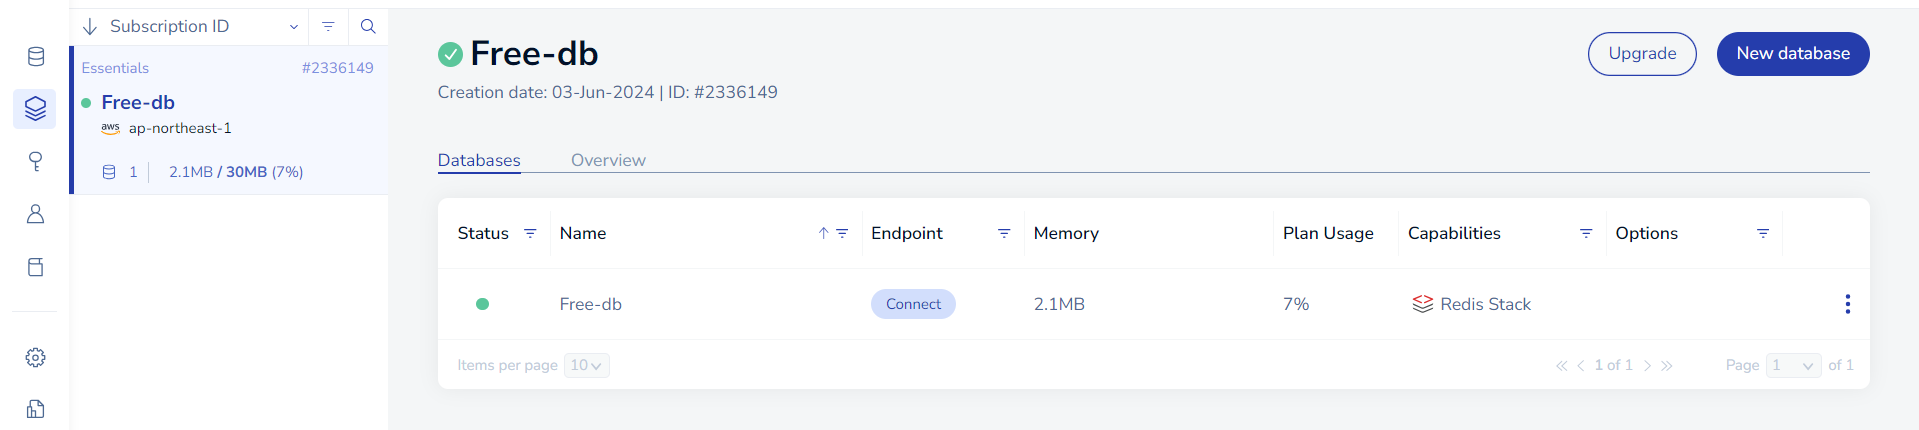 Subscription ID
Essentials #2336149
Free-db
aws ap-northeast-1
1 2.1MB / 30MB (7%)
Free-db
Creation date: 03-Jun-2024 | ID: #2336149
Upgrade
New database
Databases Overview
Status Name Endpoint Memory Plan Usage Capabilities Options
Free-db Connect 2.1MB 7% Redis Stack
Items per page 10 1 of 1 Page 1 of 1